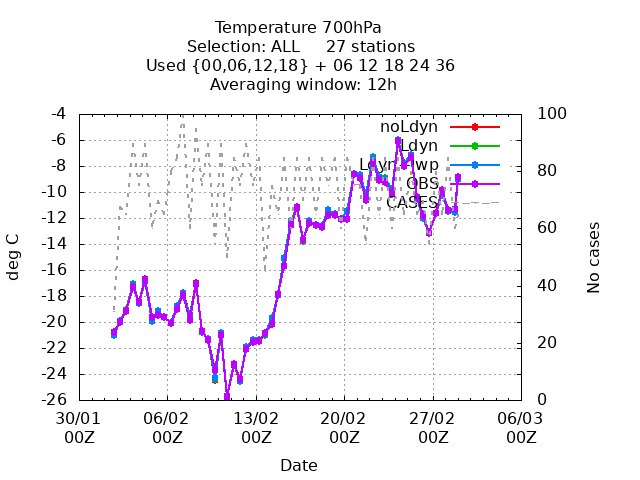 Temperature 700hPa
Selection: ALL 27 stations
Used {00,06,12,18} + 06 12 18 24 36
Averaging window: 12h
-4
-6
-8
-10
-12
-14
-16
-18
-20
-22
-24
-26
deg C
100
80
60
40
20
0
No cases
noLdyn
Ldyn
OBS
CASES
30/01 06/02 13/02 20/02 27/02 06/03
00Z 00Z 00Z 00Z 00Z 00Z
Date